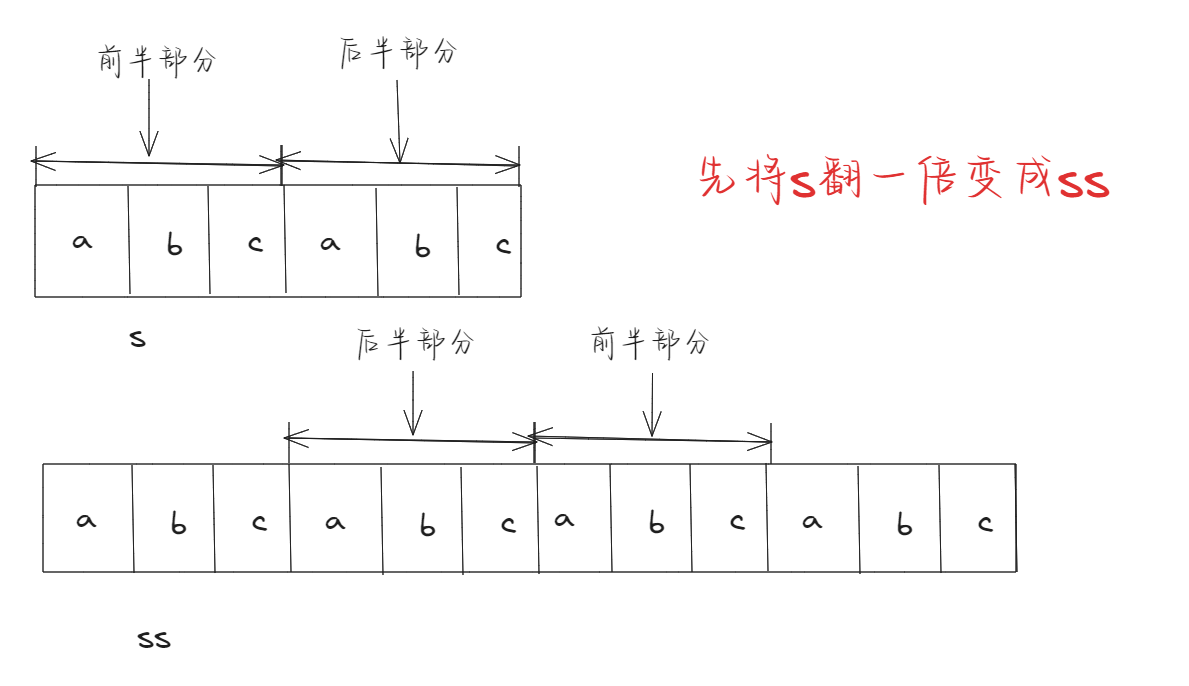 前半部分 后半部分
先将s翻一倍变成ss
a b c a b c
s
后半部分 前半部分
a b c a b c a b c a b c
ss